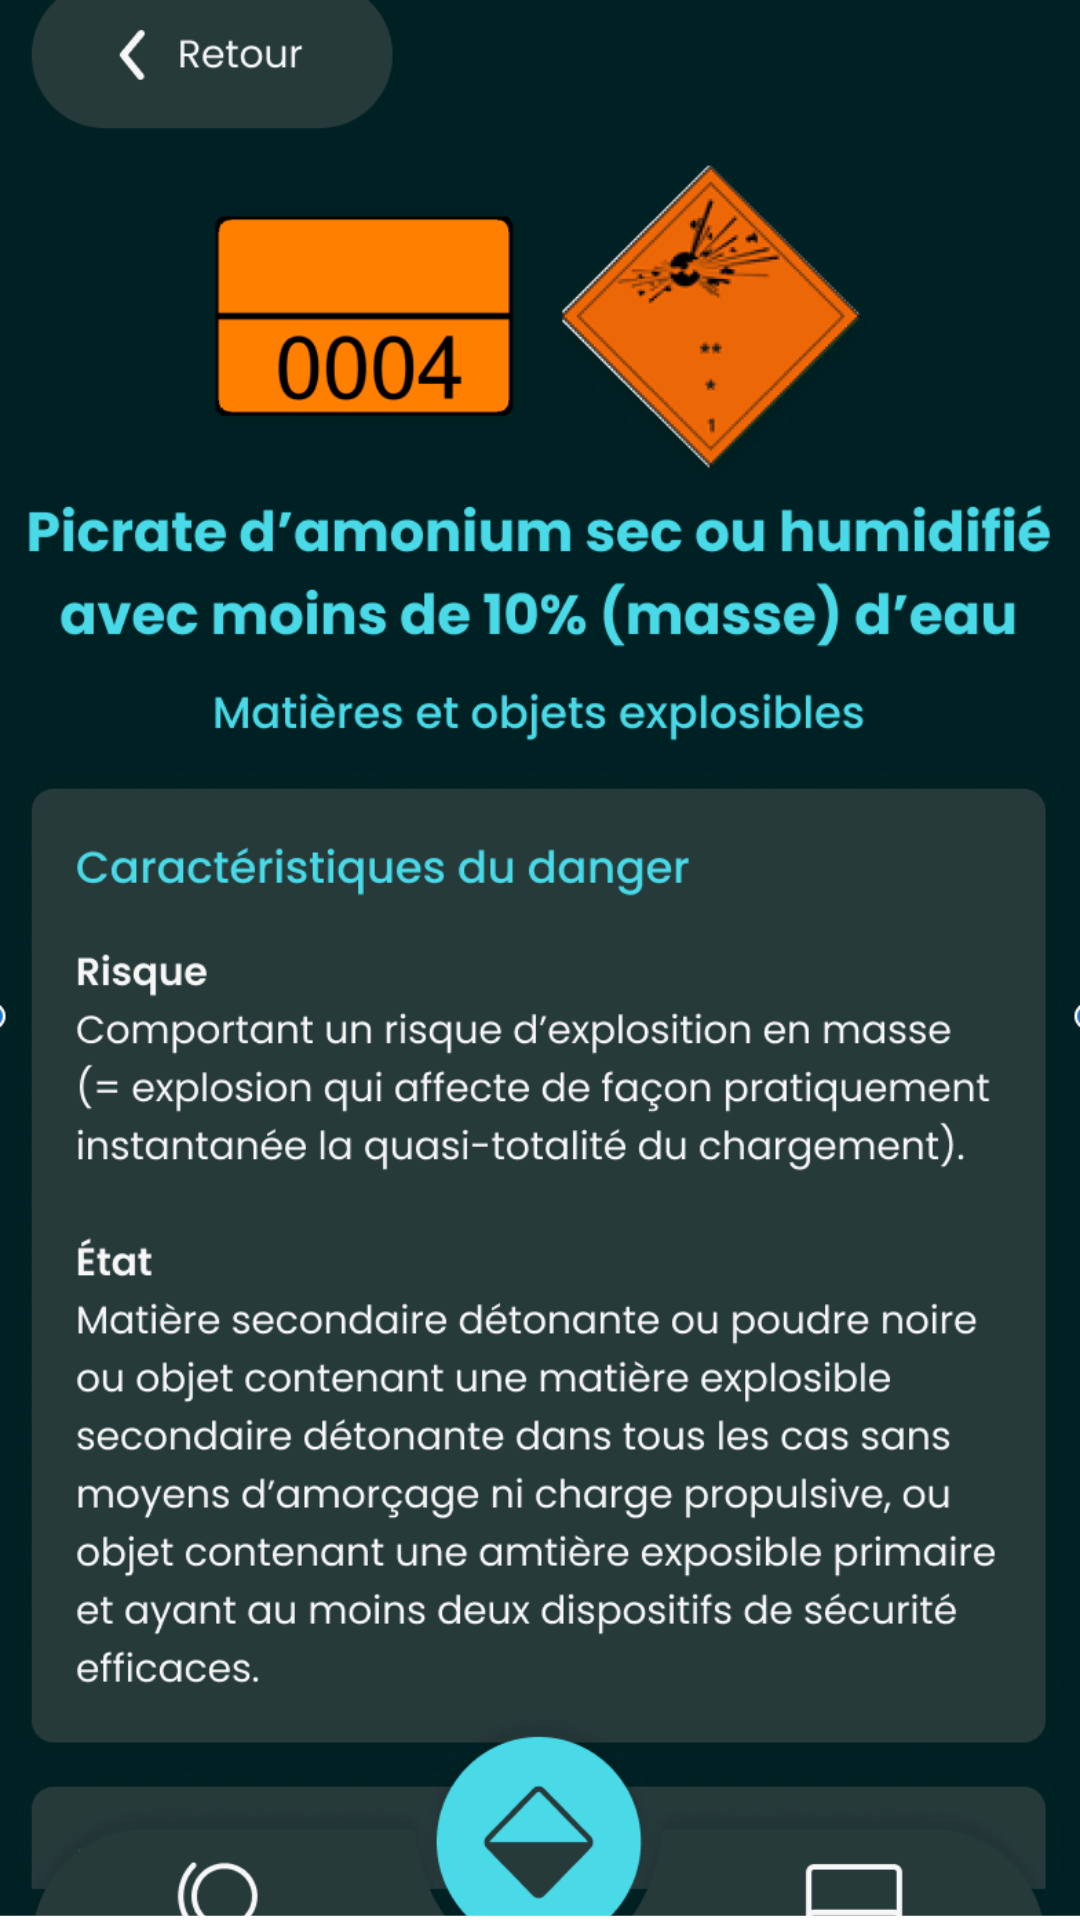 Retour
0004
**
*
1
Picrate d’amonium sec ou humidifié
avec moins de 10% (masse) d’eau
Matières et objets explosibles
Caractéristiques du danger
Risque
Comportant un risque d’explosition en masse
(= explosion qui affecte de façon pratiquement
instantanée la quasi-totalité du chargement).
État
Matière secondaire détonante ou poudre noire
ou objet contenant une matière explosible
secondaire détonante dans tous les cas sans
moyens d’amorçage ni charge propulsive, ou
objet contenant une amtière exposible primaire
et ayant au moins deux dispositifs de sécurité
efficaces.